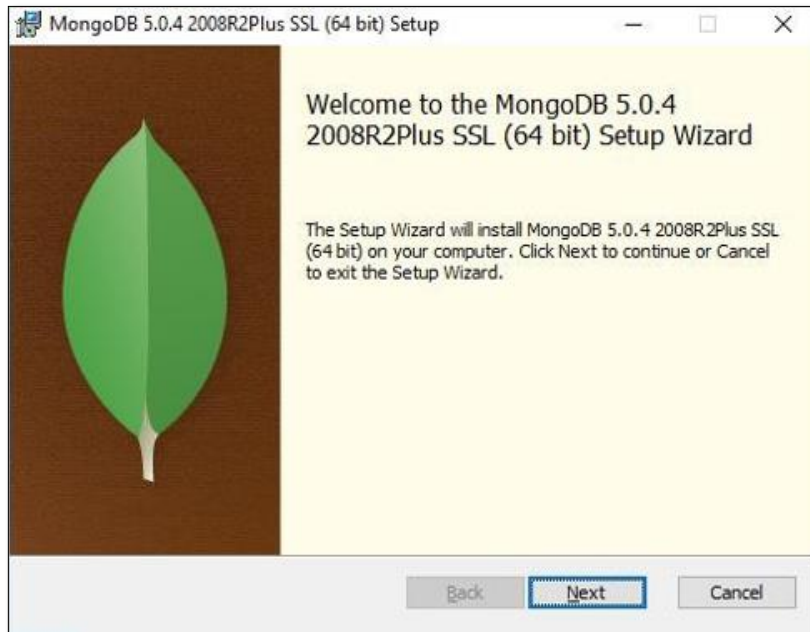 MongoDB 5.0.4 2008R2Plus SSL (64 bit) Setup
Welcome to the MongoDB 5.0.4
2008R2Plus SSL (64 bit) Setup Wizard
The Setup Wizard will install MongoDB 5.0.4 2008R2Plus SSL
(64 bit) on your computer. Click Next to continue or Cancel
to exit the Setup Wizard.
Back
Next
Cancel